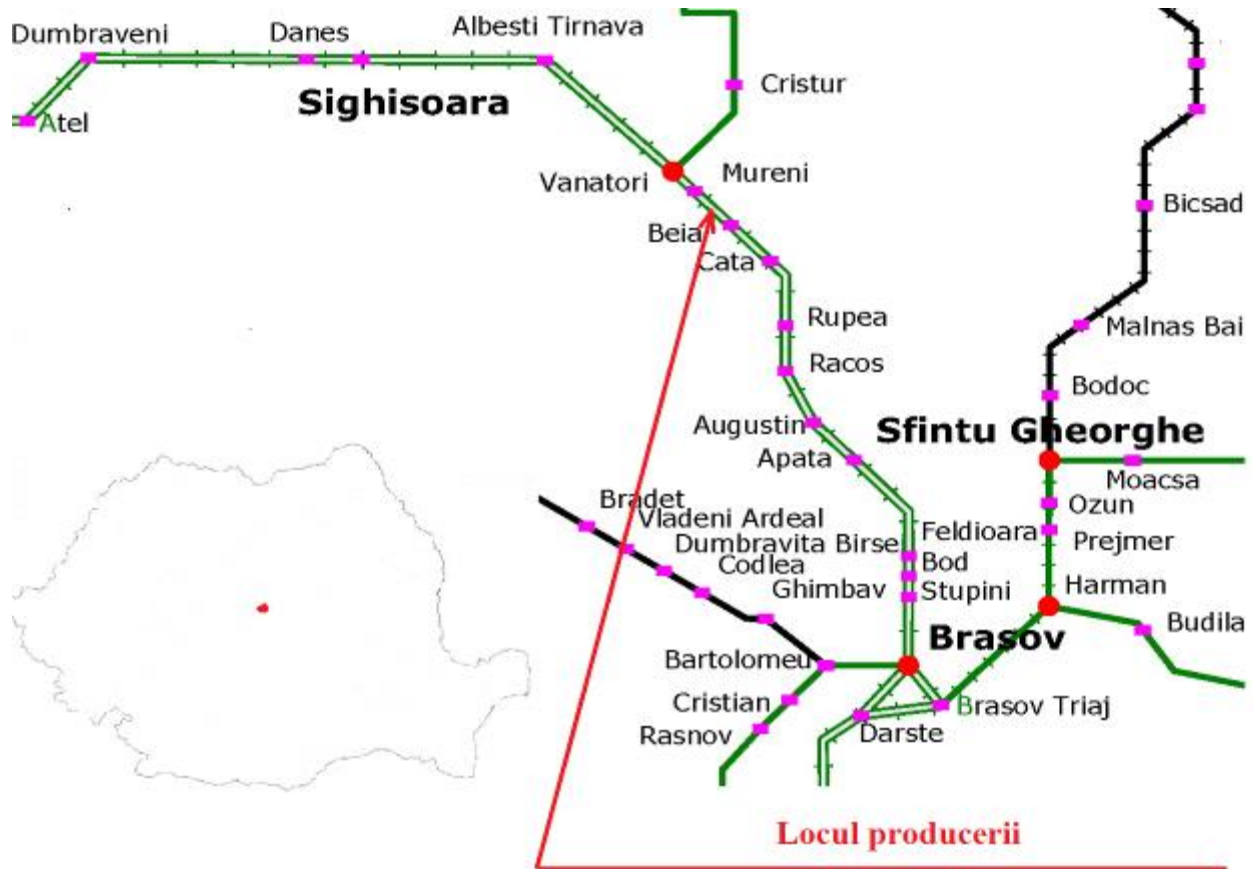 Dumbraveni
Danes
Albesti Tirnava
Cristur
Sighisoara
Atel
Vanatori
Mureni
Bicsad
Beia
Cata
Rupea
Malnas Bai
Racos
Bodoc
Augustin
Sfintu Gheorghe
Apata
Moacsa
Bradet
Ozun
Vladeni Ardeal
Feldioara
Prejmer
Dumbravita Birse
Bod
Codlea
Harman
Ghimbav
Stupini
Budila
Brasov
Bartolomeu
Cristian
Brasov Triaj
Rasnov
Darste
Locul producerii